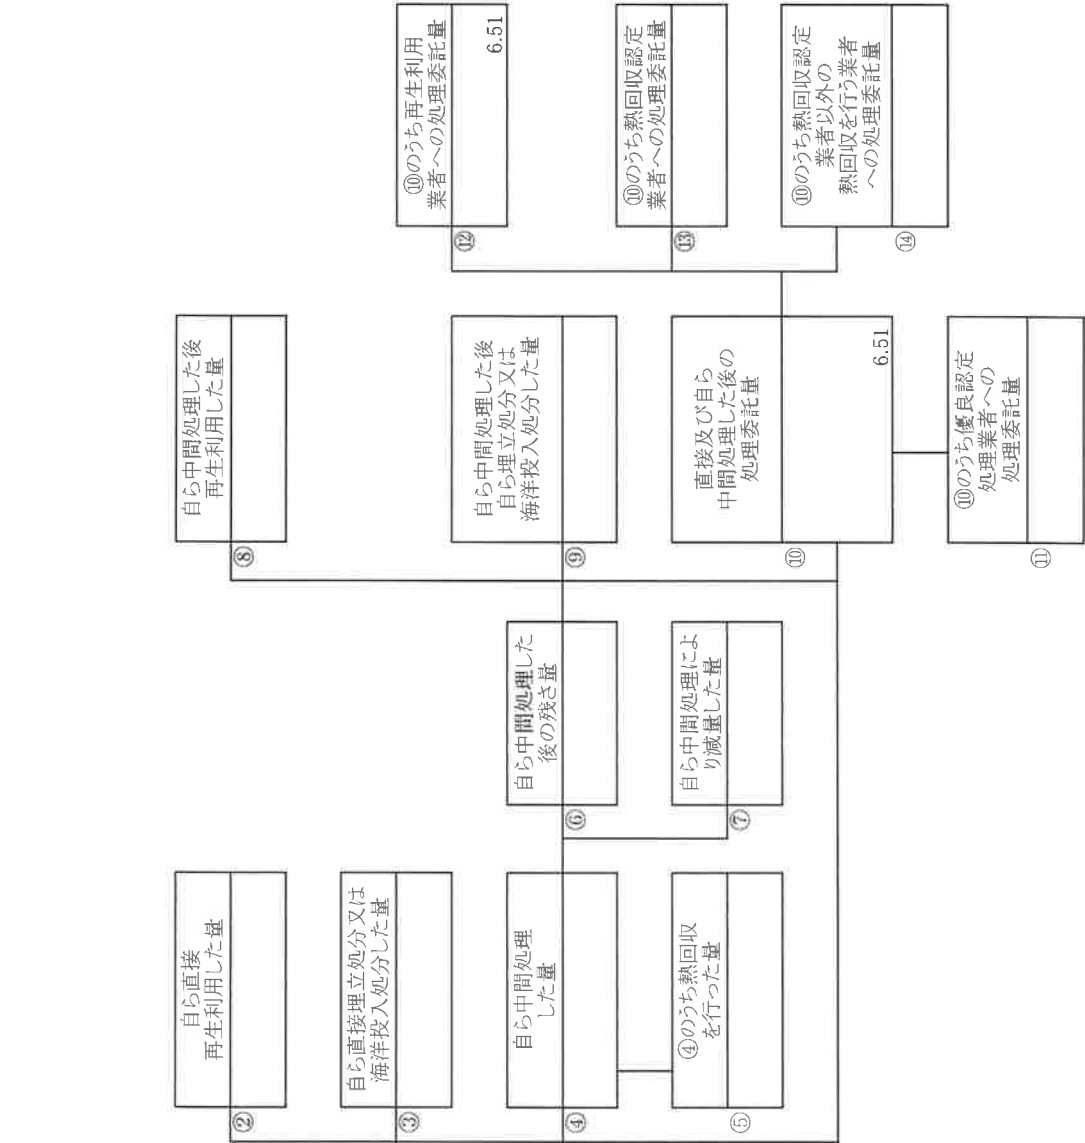 ②
自ら直接
再生利用した量
③
自ら直接埋立処分又は
海洋投入処分した量
④
自ら中間処理
した量
⑤
④のうち熱回収
を行った量
⑥
自ら中間処理した
後の残さ量
⑦
自ら中間処理によ
り減量した量
⑧
自ら中間処理した後
再生利用した量
⑨
自ら中間処理した後
自ら埋立処分又は
海洋投入処分した量
⑩
直接及び自ら
中間処理した後の
処理委託量
6.51
⑪
⑩のうち優良認定
処理業者への
処理委託量
⑫
⑩のうち再生利用
業者への処理委託量
6.51
⑬
⑩のうち熱回収認定
業者への処理委託量
⑭
⑩のうち熱回収認定
業者以外の
熱回収を行う業者
への処理委託量